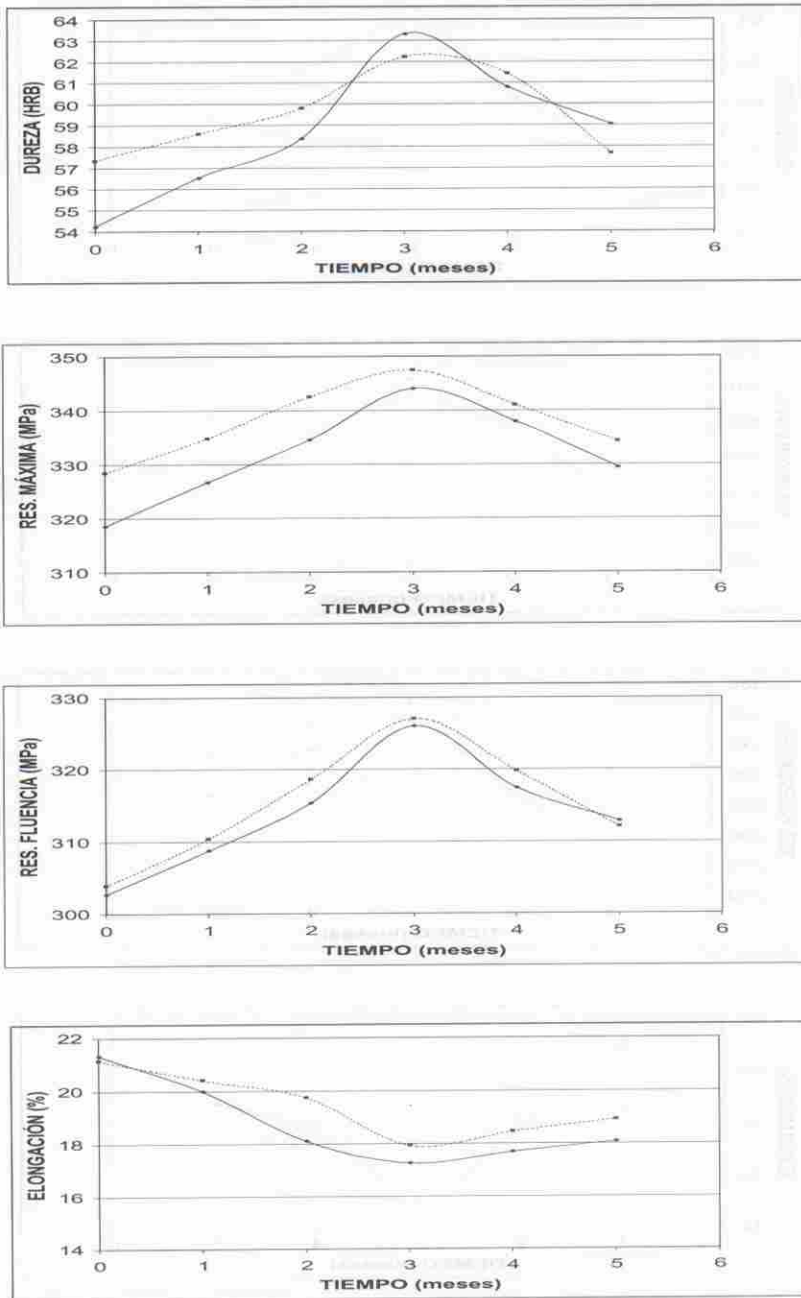 DUREZA (HRB)
64
63
62
61
60
59
58
57
56
55
54
0 1 2 3 4 5 6
TIEMPO (meses)
RES. MÁXIMA (MPa)
350
340
330
320
310
0 1 2 3 4 5 6
TIEMPO (meses)
RES. FLUENCIA (MPa)
330
320
310
300
0 1 2 3 4 5 6
TIEMPO (meses)
ELONGACIÓN (%)
22
20
18
16
14
0 1 2 3 4 5 6
TIEMPO (meses)